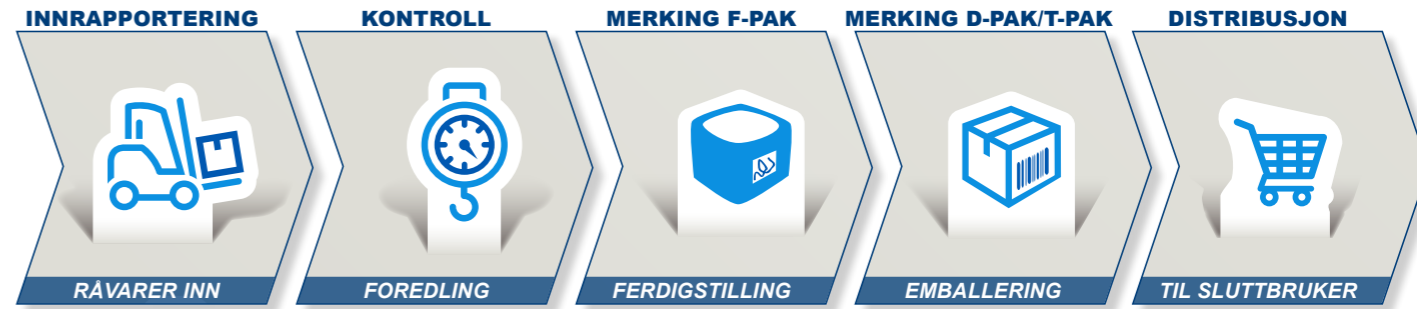 INNRAPPORTERING
KONTROLL
MERKING F-PAK
MERKING D-PAK/T-PAK
DISTRIBUSJON
RÅVARER INN
FOREDLING
FERDIGSTILLING
EMBALLERING
TIL SLUTTBRUKER